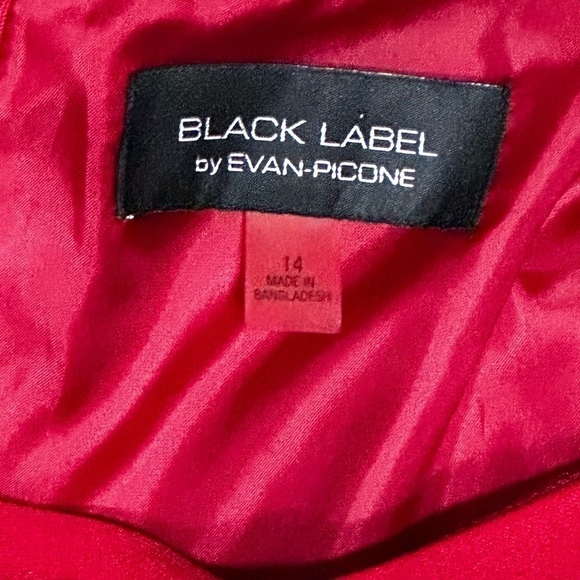 BLACK LABEL
by EVAN-PICONE
14
MADE IN
BANGLADESH